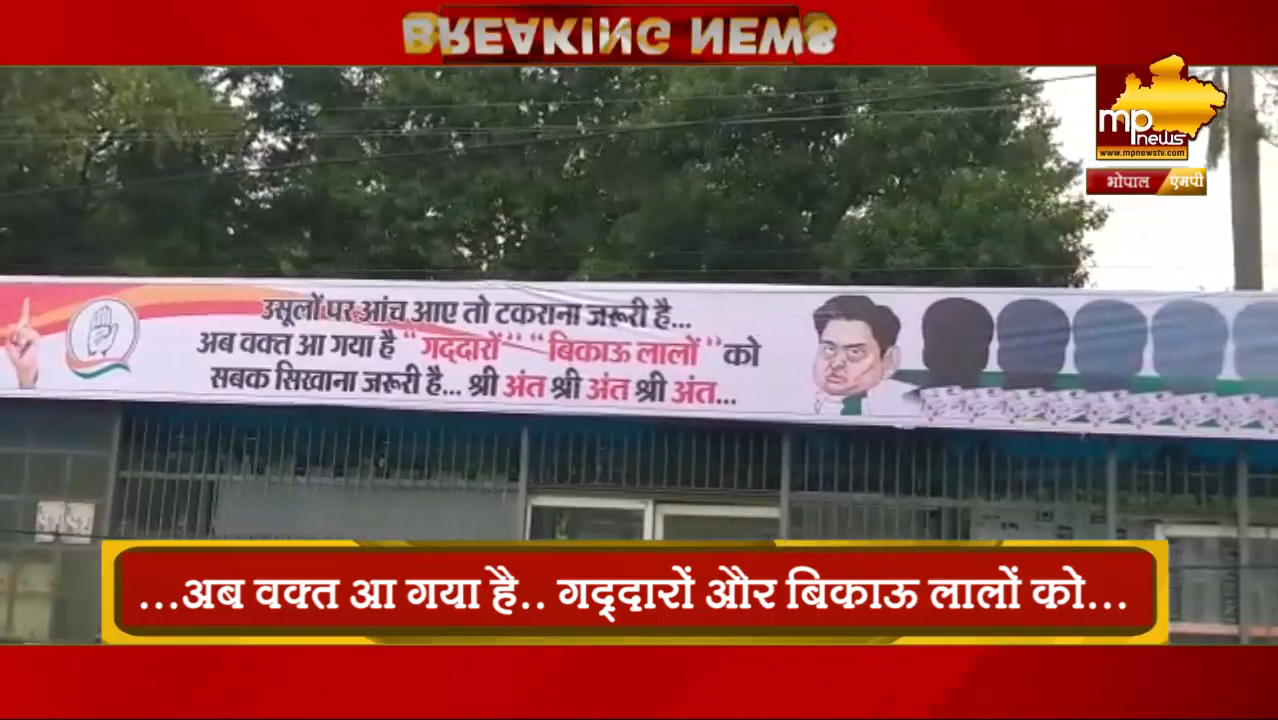 BREAKING NEWS
mp
news
www.mpnewstv.com
भोपाल एमपी
उसूलों पर आंच आए तो टकराना जरूरी है...
अब वक्त आ गया है "गद्दारों" "बिकाऊ लालों" को
सबक सिखाना जरूरी है... श्री अंत श्री अंत श्री अंत...
...अब वक्त आ गया है.. गद्दारों और बिकाऊ लालों को...